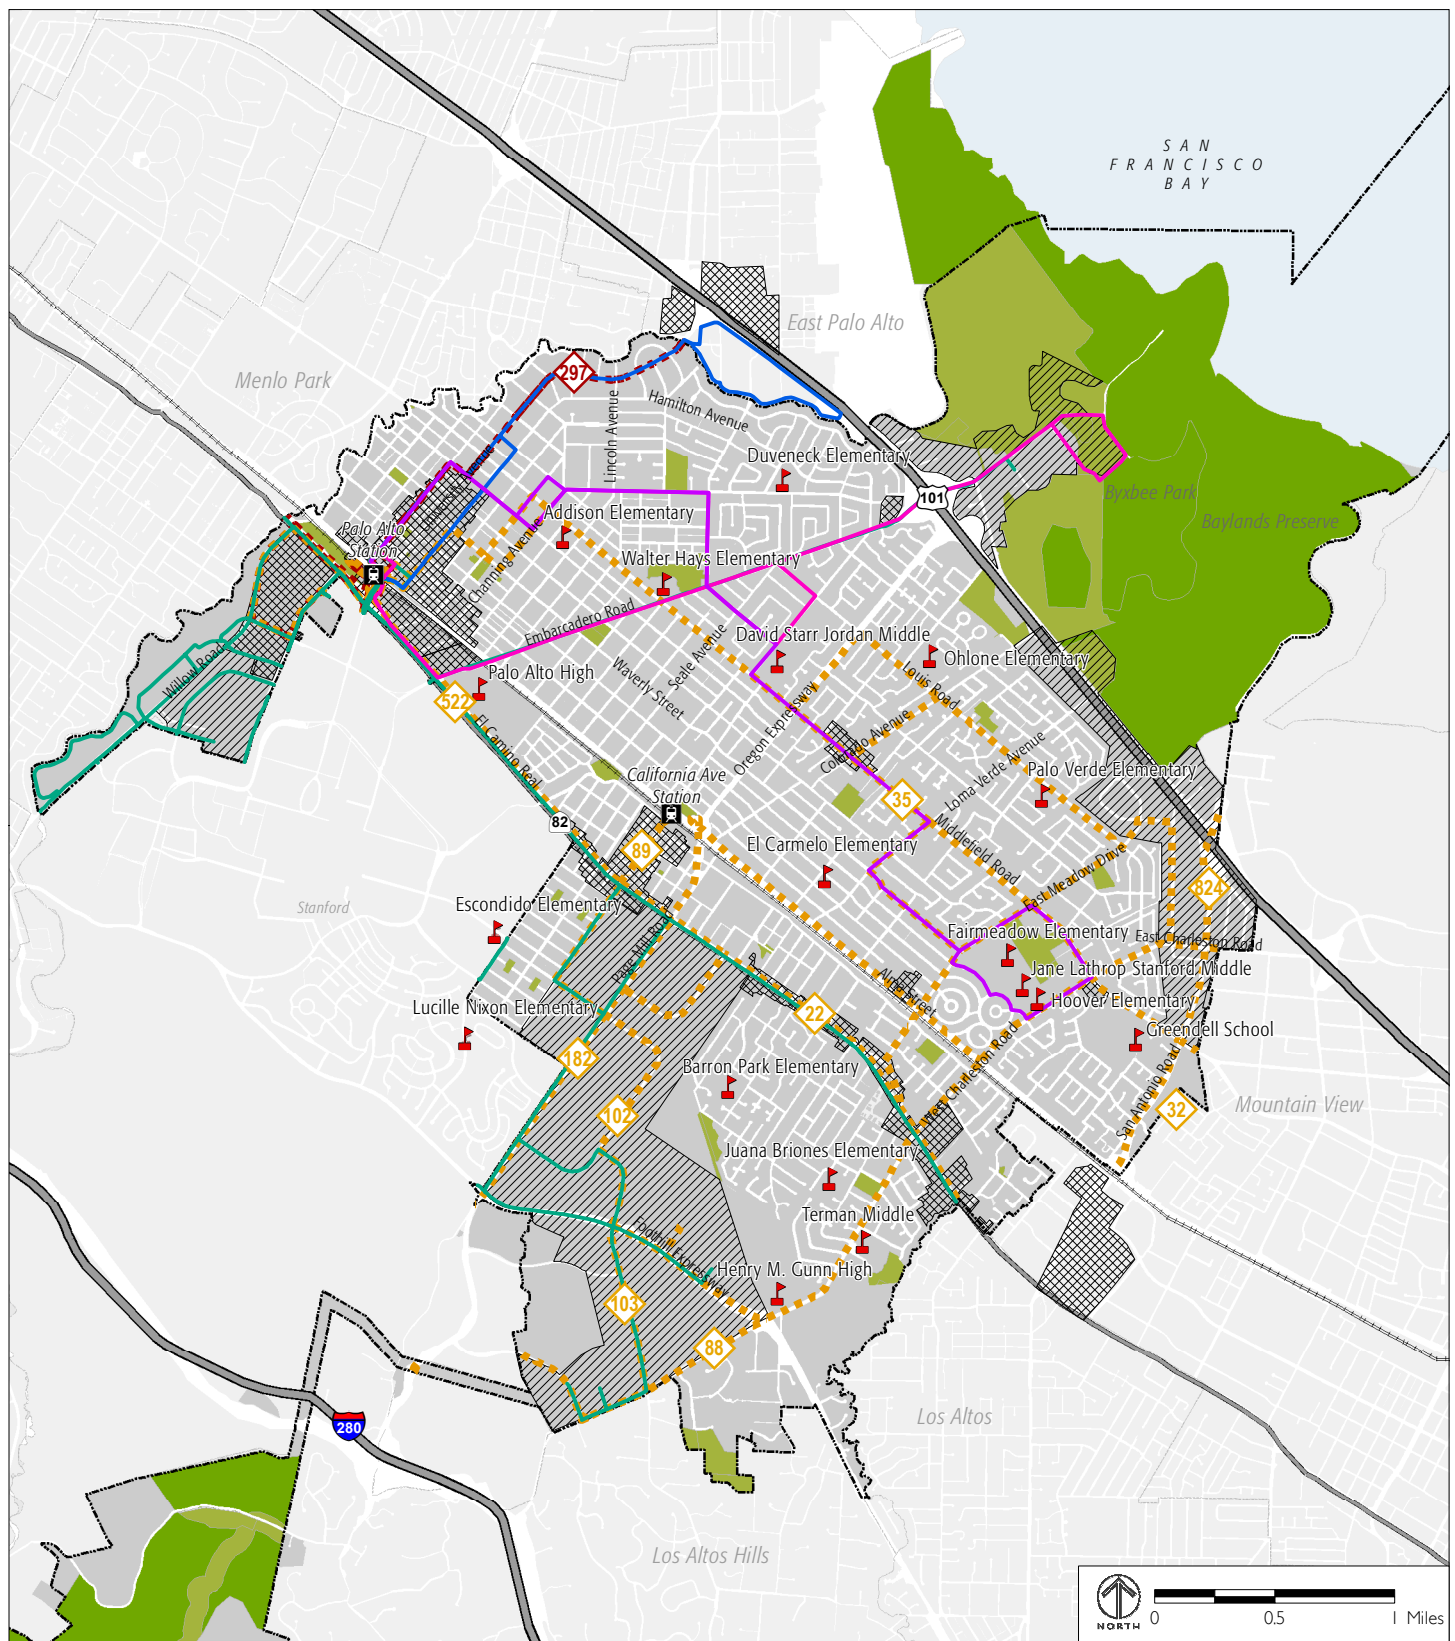 SAN
FRANCISCO
BAY
East Palo Alto
Menlo Park
297
Hamilton Avenue
Lincoln Avenue
Duveneck Elementary
101
Byxbee Park
Baylands Preserve
Addison Elementary
Palo Alto
Station
Channing Avenue
Walter Hays Elementary
Embarcadero Road
David Starr Jordan Middle
Seale Avenue
Ohlone Elementary
Willow Road
Palo Alto High
Waverly Street
Louis Road
522
Oregon Expressway
El Camino Real
Colorado Avenue
Loma Verde Avenue
California Ave
Station
Palo Verde Elementary
35
82
El Carmelo Elementary
Middlefield Road
89
East Meadow Drive
824
Stanford
Escondido Elementary
Page Mill Road
Fairmeadow Elementary
East Charleston Road
Jane Lathrop Stanford Middle
Alma Street
Lucille Nixon Elementary
Hoover Elementary
22
Greendell School
182
Barron Park Elementary
West Charleston Road
San Antonio Road
102
32
Mountain View
Juana Briones Elementary
Terman Middle
Foothill Expressway
Henry M. Gunn High
103
88
280
Los Altos
Los Altos Hills
NORTH
0 0.5 1 Miles